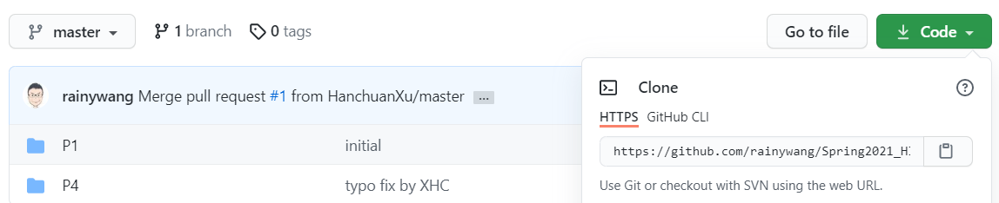 master 1 branch 0 tags Go to file Code
rainywang Merge pull request #1 from HanchuanXu/master ...
Clone
HTTPS GitHub CLI
P1 initial
https://github.com/rainywang/Spring2021_HI
P4 typo fix by XHC
Use Git or checkout with SVN using the web URL.